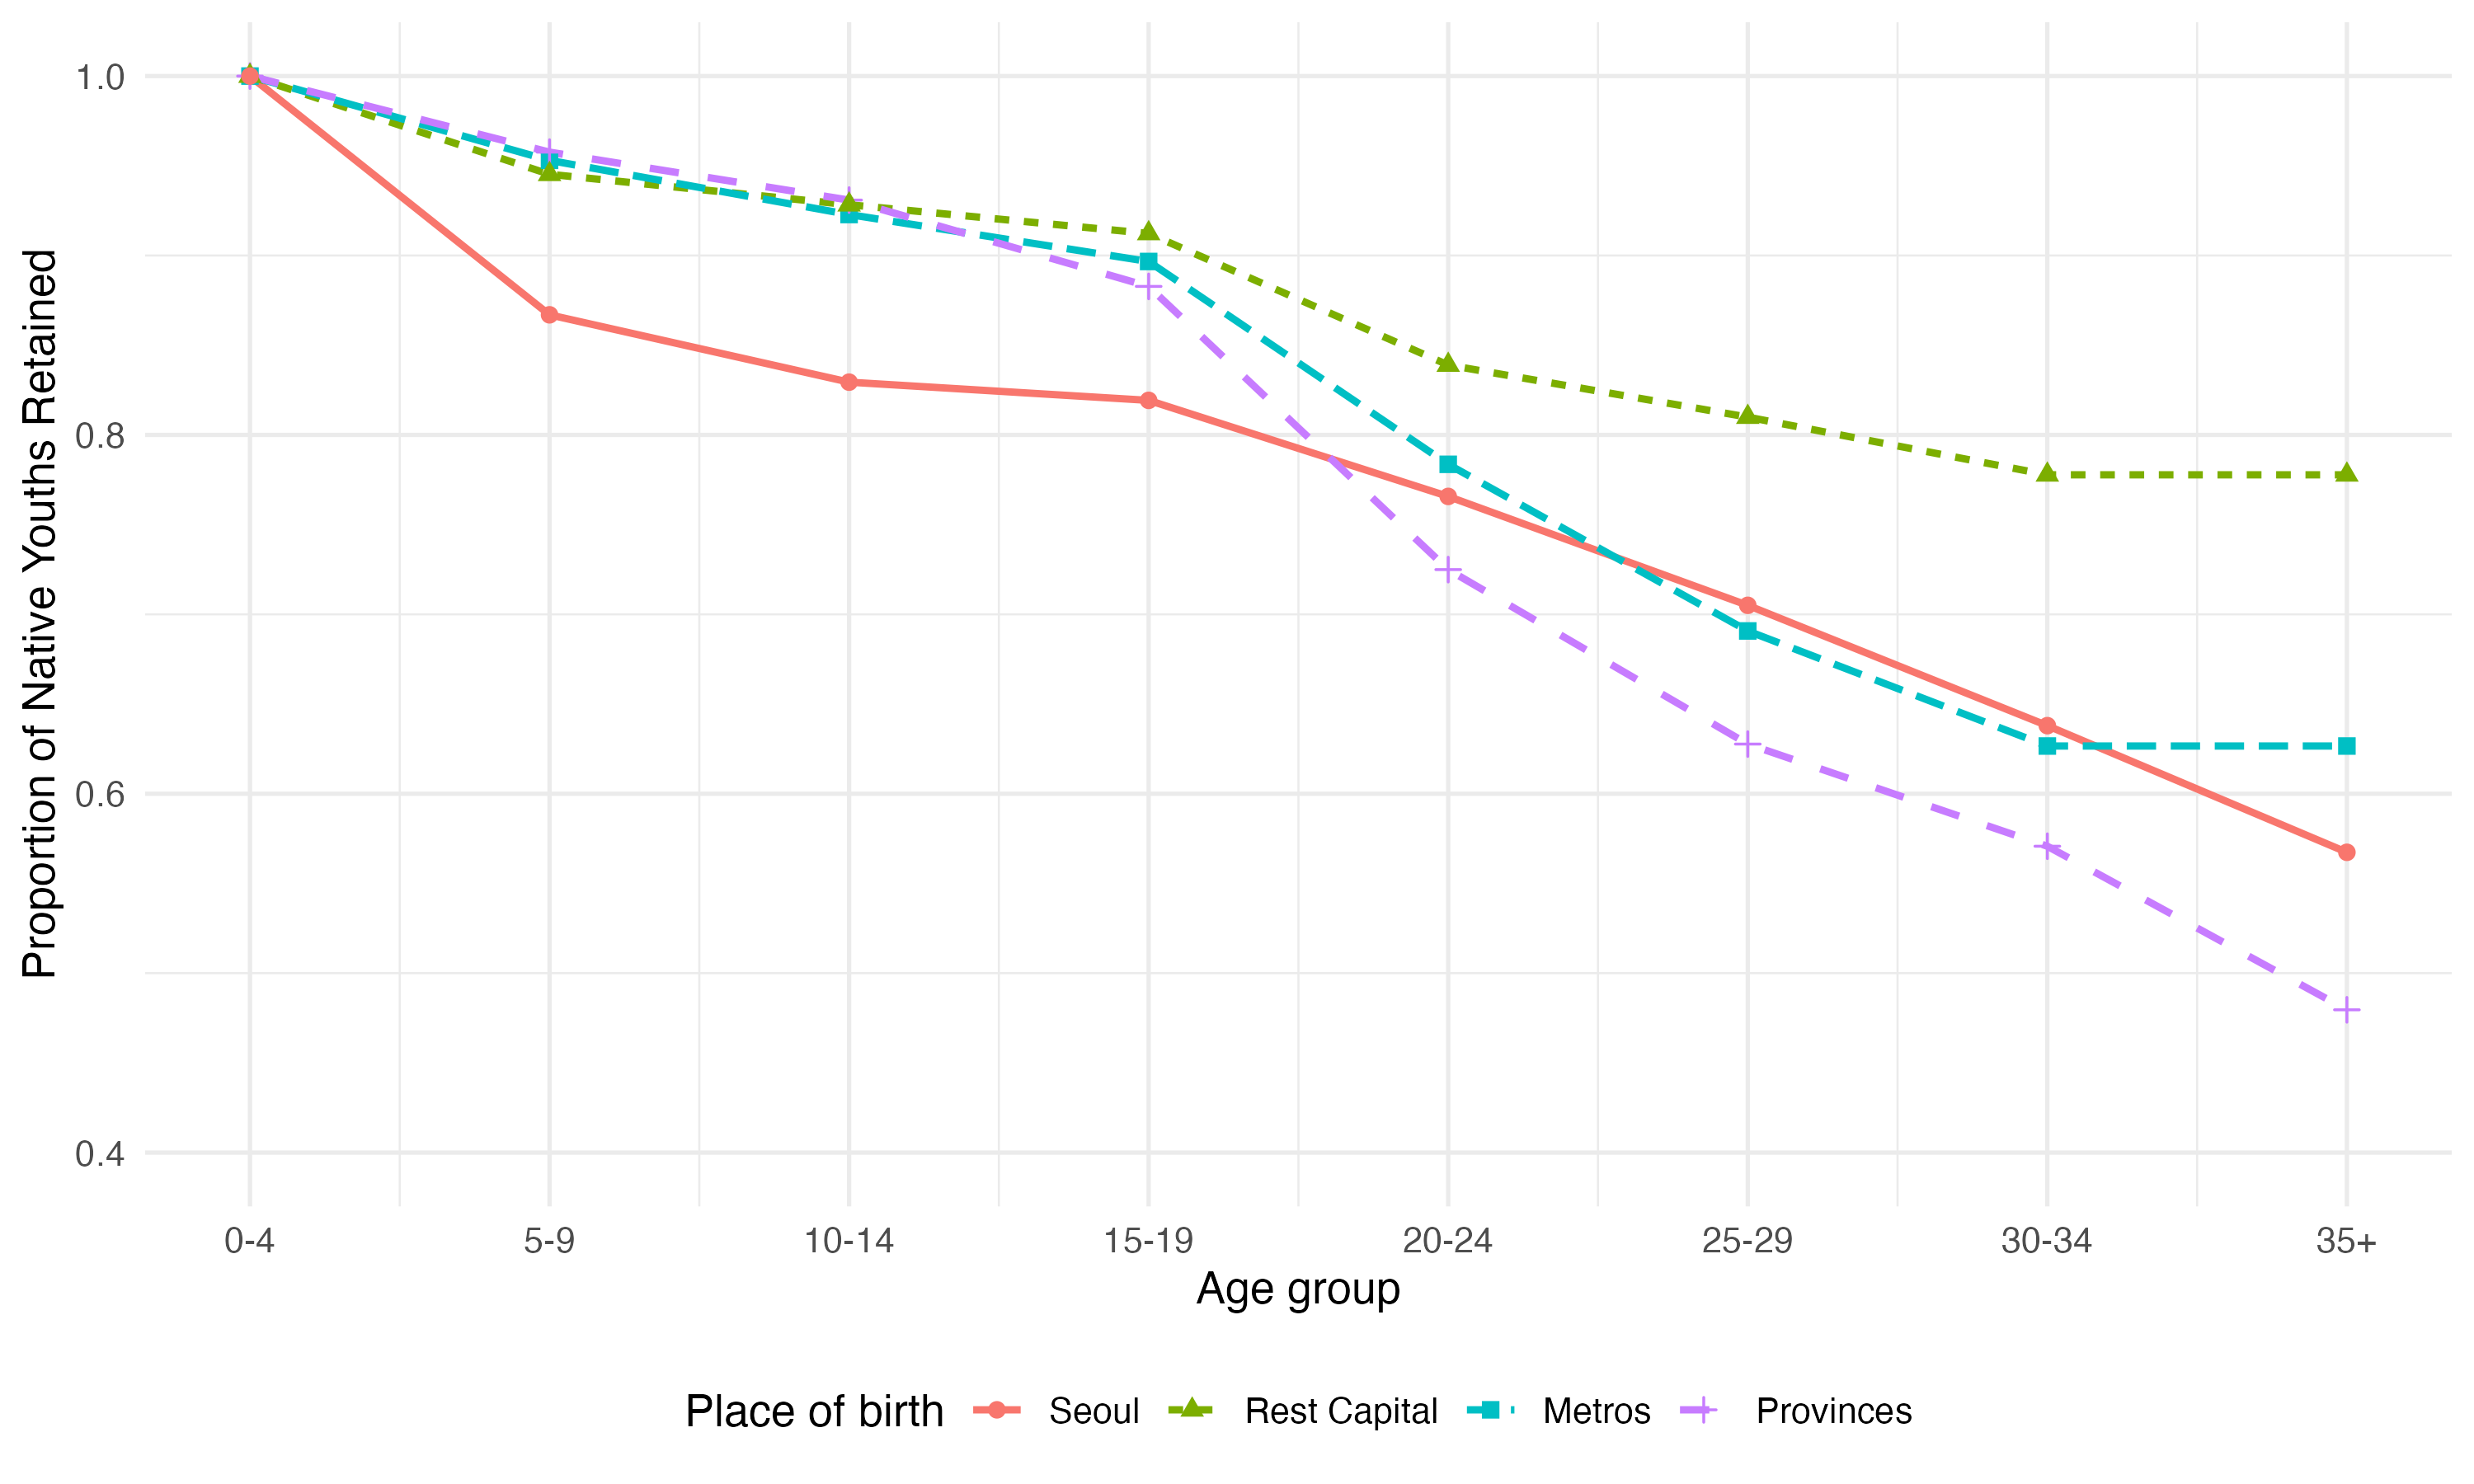 Proportion of Native Youths Retained
1.0
0.8
0.6
0.4
0-4 5-9 10-14 15-19 20-24 25-29 30-34 35+
Age group
Place of birth Seoul Rest Capital Metros Provinces